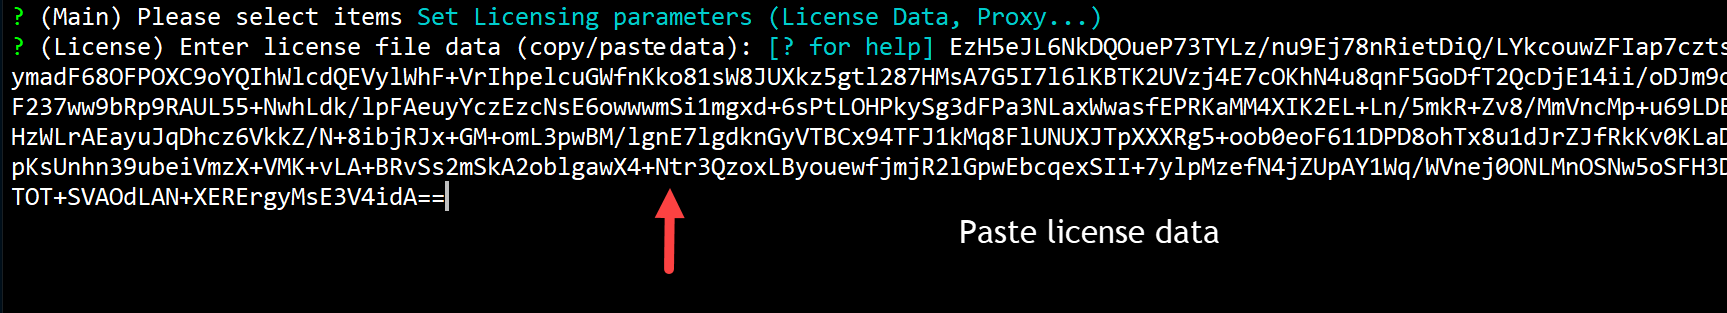 ? (Main) Please select items Set Licensing parameters (License Data, Proxy...)
? (License) Enter license file data (copy/paste data): [? for help] EzH5eJL6NkDQOueP73TYLz/nu9Ej78nRietDiQ/LYkcouwZFIap7czts
ymadF68OFPOXC9oYQIhWlcdQEVylWhF+VrIhpelcuGWfnKko81sW8JUXkz5gtl287HMsA7G5I7l6lKBTK2UVzj4E7cOKhN4u8qnF5GoDfT2QcDjE14ii/oDJm9c
F237ww9bRp9RAUL55+NwhLdk/lpFAeuyYczEzcNsE6owwwmSi1mgxd+6sPtLOHPkySg3dFPa3NLaxWwasfEPRKaMM4XIK2EL+Ln/5mkR+Zv8/MmVncMp+u69LDE
HzWLrAEayuJqDhcz6VkkZ/N+8ibjRJx+GM+omL3pwBM/lgnE7lgdknGyVTBCx94TFJ1kMq8FlUNUXJTpXXXRg5+oob0eoF611DPD8ohTx8u1dJrZJfRkKv0KLaD
pKsUnhn39ubeiVmzX+VMK+vLA+BRvSs2mSkA2oblgawX4+Ntr3QzoxLByouewfjmjR2lGpwEbcqexSII+7ylpMzefN4jZUpAY1Wq/WVnej0ONLMnOSNw5oSFH3D
TOT+SVAOdLAN+XERErgyMsE3V4idA==
Paste license data